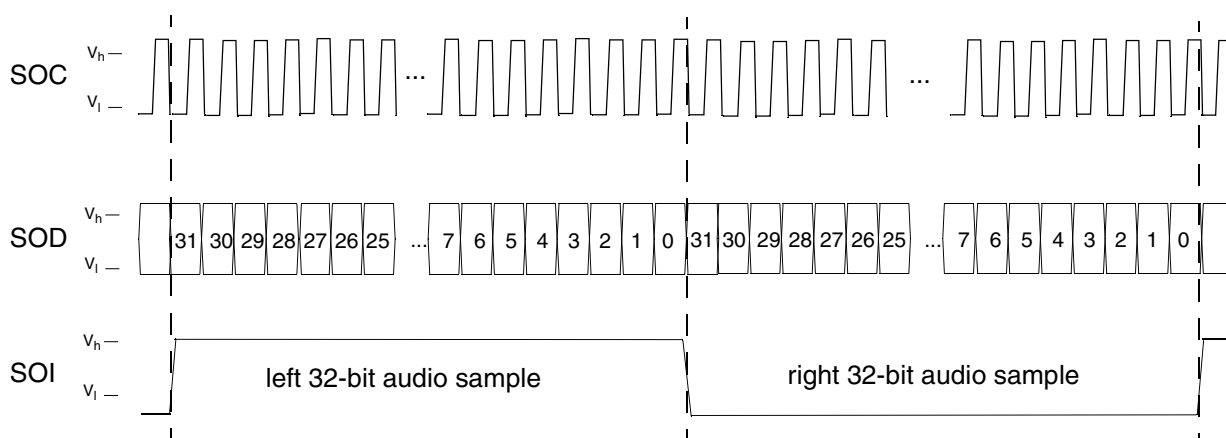 SOC
Vh
Vl
... ...
SOD
Vh
Vl
31 30 29 28 27 26 25 ... 7 6 5 4 3 2 1 0 31 30 29 28 27 26 25 ... 7 6 5 4 3 2 1 0
SOI
Vh
Vl
left 32-bit audio sample
right 32-bit audio sample